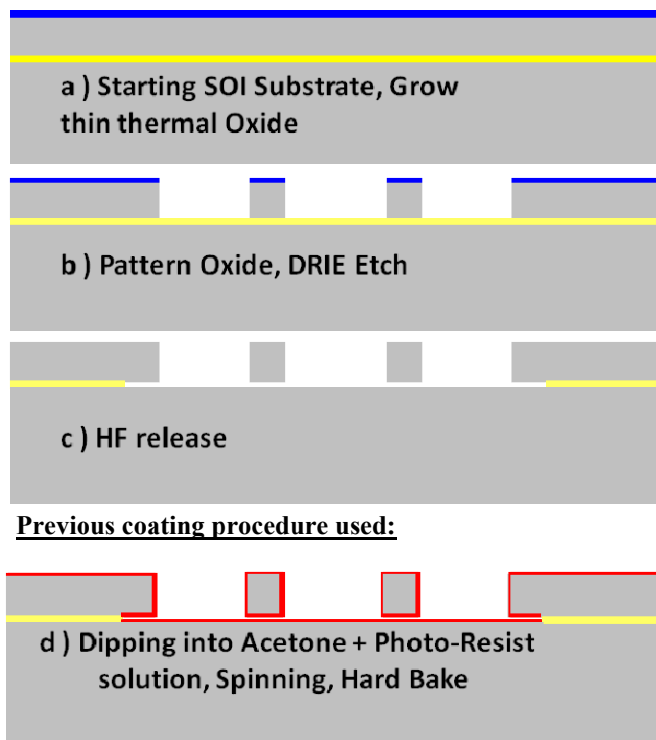 a ) Starting SOI Substrate, Grow
thin thermal Oxide
b ) Pattern Oxide, DRIE Etch
c ) HF release
Previous coating procedure used:
d ) Dipping into Acetone + Photo-Resist
solution, Spinning, Hard Bake